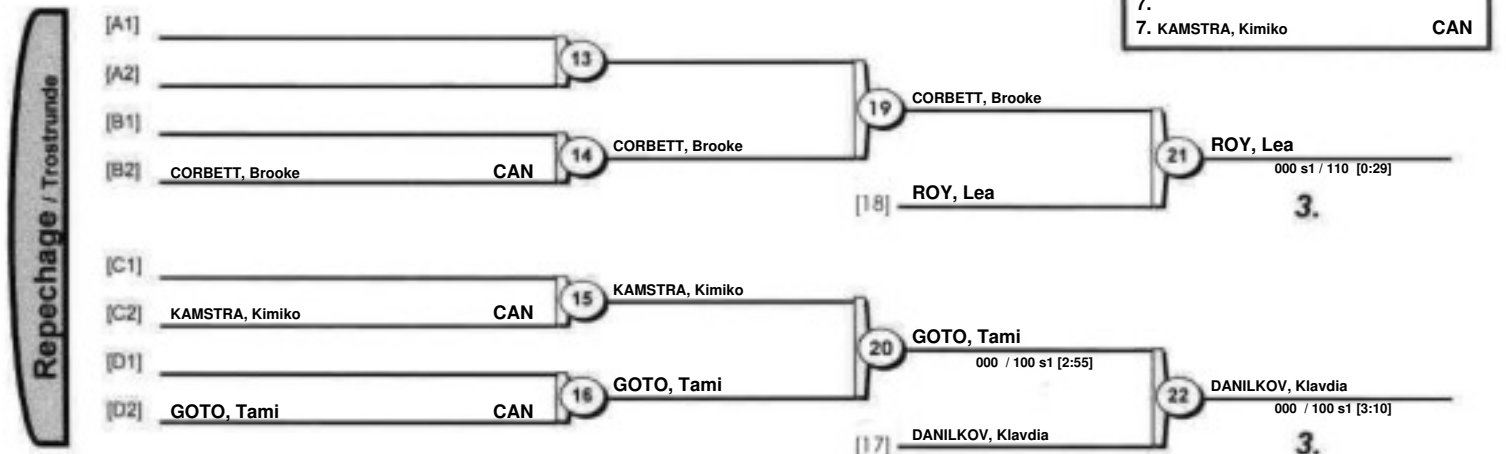 7.
7. KAMSTRA, Kimiko CAN
Repechage / Trostrunde
[A1]
13
[A2]
19 CORBETT, Brooke
[B1]
14 CORBETT, Brooke
[B2] CORBETT, Brooke CAN
21 ROY, Lea
000 s1 / 110 [0:29]
[18] ROY, Lea
3.
[C1]
15 KAMSTRA, Kimiko
[C2] KAMSTRA, Kimiko CAN
20 GOTO, Tami
000 / 100 s1 [2:55]
[D1]
16 GOTO, Tami
[D2] GOTO, Tami CAN
22 DANILKOV, Klavdia
000 / 100 s1 [3:10]
[17] DANILKOV, Klavdia
3.